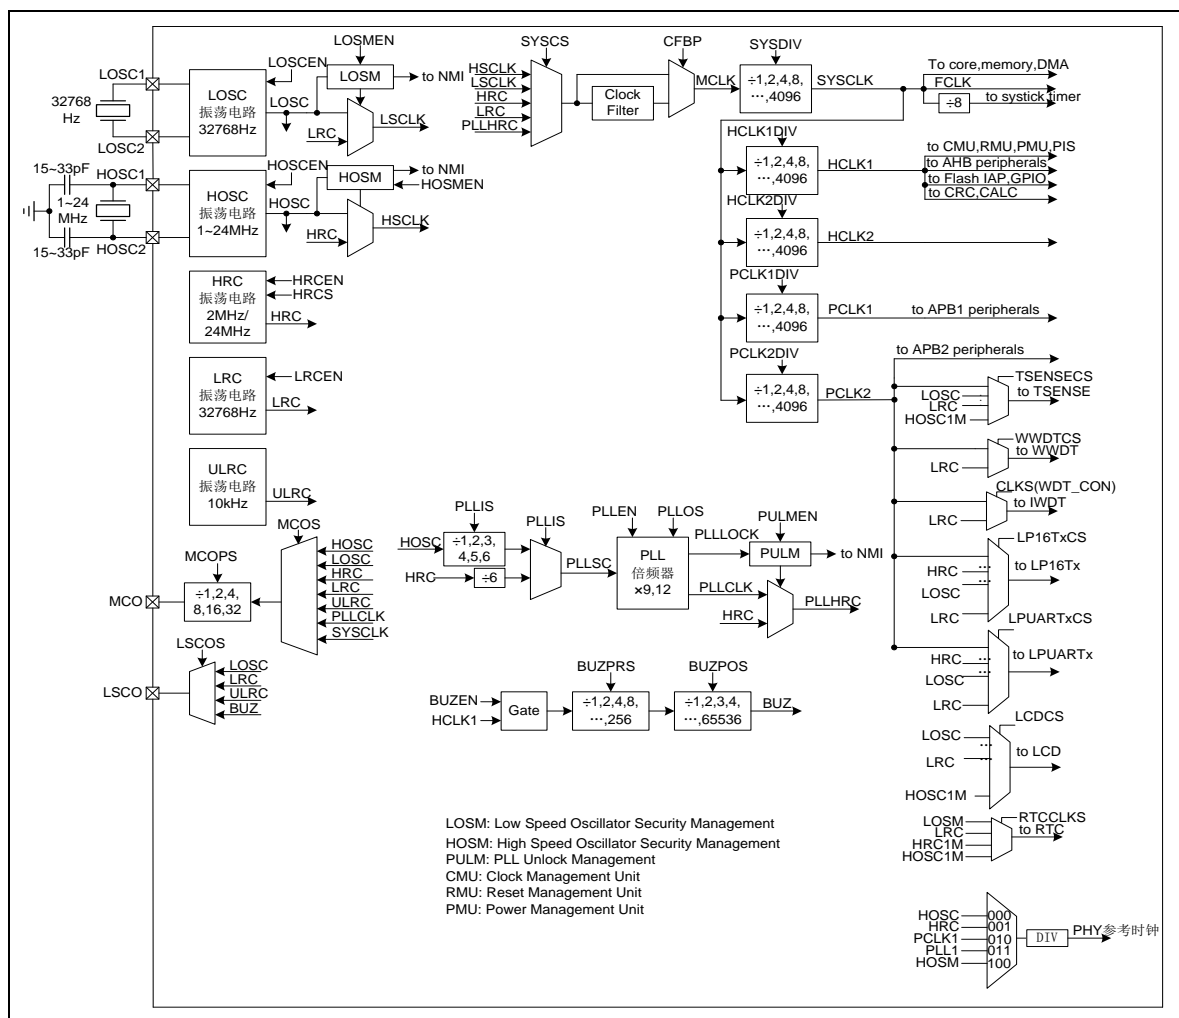 LOSC1
32768
Hz
LOSC2
LOSCEN
LOSC
振荡电路
32768Hz
LOSC
LOSMEN
LOSM
to NMI
LRC
LSCLK
15~33pF
HOSC1
1~24
MHz
15~33pF
HOSC2
HOSCEN
HOSC
振荡电路
1~24MHz
HOSC
HOSM
to NMI
HOSMEN
HRC
HSCLK
HRC
振荡电路
2MHz/
24MHz
HRCEN
HRCS
HRC
LRC
振荡电路
32768Hz
LRCEN
LRC
ULRC
振荡电路
10kHz
ULRC
MCOS
HOSC
LOSC
HRC
LRC
ULRC
PLLCLK
SYSCLK
MCOPS
÷1,2,4,
8,16,32
MCO
LSCOS
LOSC
LRC
ULRC
BUZ
LSCO
SYSCS
HSCLK
LSCLK
HRC
LRC
PLLHRC
Clock
Filter
CFBP
MCLK
SYSDIV
÷1,2,4,8,
…,4096
SYSCLK
To core,memory,DMA
FCLK
÷8
to systick timer
HCLK1DIV
÷1,2,4,8,
…,4096
HCLK1
to CMU,RMU,PMU,PIS
to AHB peripherals
to Flash IAP,GPIO
to CRC,CALC
HCLK2DIV
÷1,2,4,8,
…,4096
HCLK2
PCLK1DIV
÷1,2,4,8,
…,4096
PCLK1
to APB1 peripherals
PCLK2DIV
÷1,2,4,8,
…,4096
PCLK2
to APB2 peripherals
TSENSECS
LOSC
LRC
HOSC1M
to TSENSE
WWDTCS
to WWDT
LRC
CLKS(WDT_CON)
to IWDT
LRC
LP16TxCS
HRC
LOSC
LRC
to LP16Tx
LPUARTxCS
HRC
LOSC
LRC
to LPUARTx
LCDCS
LOSC
LRC
HOSC1M
to LCD
RTCCLKS
LOSM
LRC
HRC1M
HOSC1M
to RTC
HOSC 000
HRC 001
PCLK1 010
PLL1 011
HOSM 100
DIV
PHY参考时钟
PLLIS
HOSC
÷1,2,3,
4,5,6
HRC
÷6
PLLIS
PLLSC
PLLEN
PLLOS
PLL
倍频器
×9,12
PLLLOCK
PLLCLK
PULMEN
PULM
to NMI
HRC
PLLHRC
BUZEN
HCLK1
Gate
BUZPRS
÷1,2,4,8,
…,256
BUZPOS
÷1,2,3,4,
…,65536
BUZ
LOSM: Low Speed Oscillator Security Management
HOSM: High Speed Oscillator Security Management
PULM: PLL Unlock Management
CMU: Clock Management Unit
RMU: Reset Management Unit
PMU: Power Management Unit